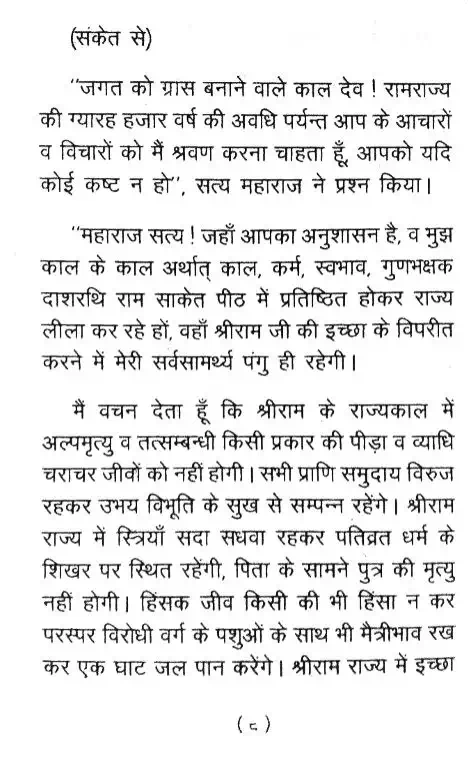 (संकेत से)
"जगत को ग्रास बनाने वाले काल देव ! रामराज्य
की ग्यारह हजार वर्ष की अवधि पर्यन्त आप के आचारों
व विचारों को मैं श्रवण करना चाहता हूँ, आपको यदि
कोई कष्ट न हो", सत्य महाराज ने प्रश्न किया।
"महाराज सत्य ! जहाँ आपका अनुशासन है, व मुझ
काल के काल अर्थात् काल, कर्म, स्वभाव, गुणभक्षक
दाशरथि राम साकेत पीठ में प्रतिष्ठित होकर राज्य
लीला कर रहे हों, वहाँ श्रीराम जी की इच्छा के विपरीत
करने में मेरी सर्वसामर्थ्य पंगु ही रहेगी।
मैं वचन देता हूँ कि श्रीराम के राज्यकाल में
अल्पमृत्यु व तत्सम्बन्धी किसी प्रकार की पीड़ा व व्याधि
चराचर जीवों को नहीं होगी। सभी प्राणि समुदाय विरुज
रहकर उभय विभूति के सुख से सम्पन्न रहेंगे। श्रीराम
राज्य में स्त्रियाँ सदा सधवा रहकर पतिव्रत धर्म के
शिखर पर स्थित रहेंगी, पिता के सामने पुत्र की मृत्यु
नहीं होगी। हिंसक जीव किसी की भी हिंसा न कर
परस्पर विरोधी वर्ग के पशुओं के साथ भी मैत्रीभाव रख
कर एक घाट जल पान करेंगे। श्रीराम राज्य में इच्छा
(८)